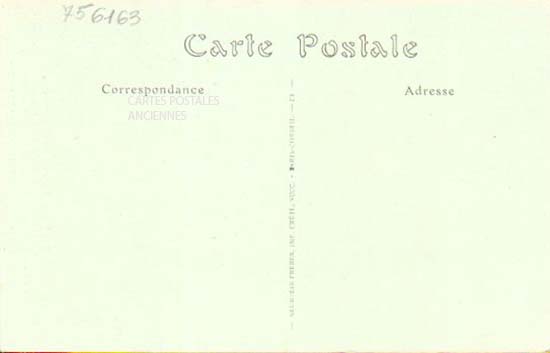 756163
Carte Postale
Correspondance
Adresse
CARTES POSTALES
ANCIENNES